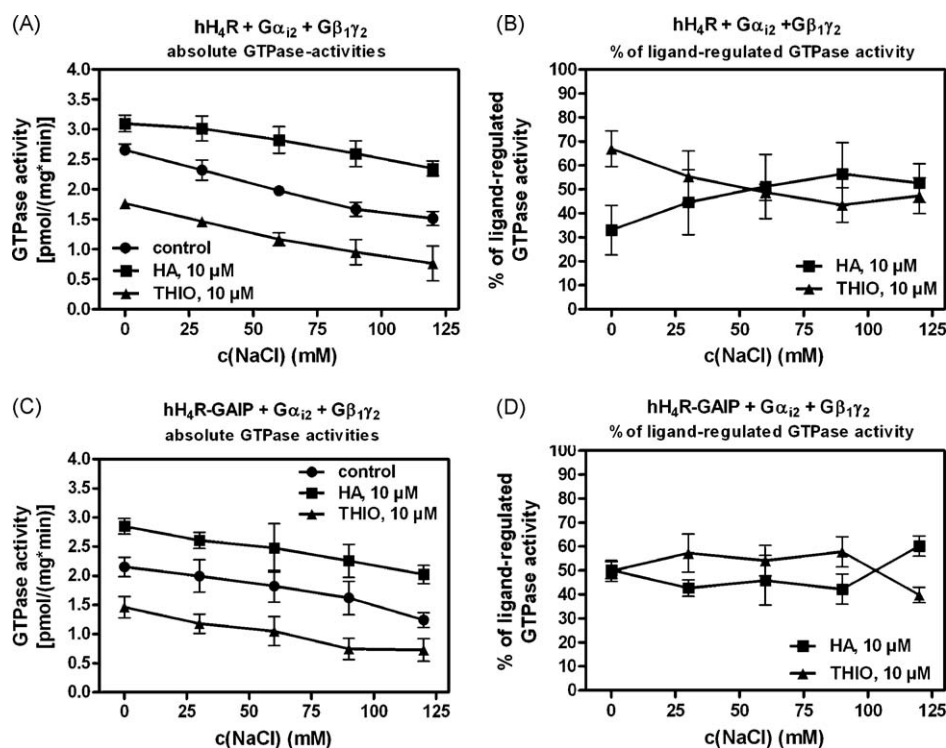 (A)
hH4R + Gαi2 + Gβ1γ2
absolute GTPase-activities
GTPase activity
[pmol/(mg*min)]
4.0
3.5
3.0
2.5
2.0
1.5
1.0
0.5
0.0
control
HA, 10 µM
THIO, 10 µM
0 25 50 75 100 125
c(NaCl) (mM)
(B)
hH4R + Gαi2 +Gβ1γ2
% of ligand-regulated GTPase activity
% of ligand-regulated
GTPase activity
100
90
80
70
60
50
40
30
20
10
0
HA, 10 µM
THIO, 10 µM
0 25 50 75 100 125
c(NaCl) (mM)
(C)
hH4R-GAIP + Gαi2 + Gβ1γ2
absolute GTPase activities
GTPase activity
[pmol/(mg*min)]
4.0
3.5
3.0
2.5
2.0
1.5
1.0
0.5
0.0
control
HA, 10 µM
THIO, 10 µM
0 25 50 75 100 125
c(NaCl) (mM)
(D)
hH4R-GAIP + Gαi2 + Gβ1γ2
% of ligand-regulated GTPase activity
% of ligand-regulated
GTPase activity
100
90
80
70
60
50
40
30
20
10
0
HA, 10 µM
THIO, 10 µM
0 25 50 75 100 125
c(NaCl) (mM)